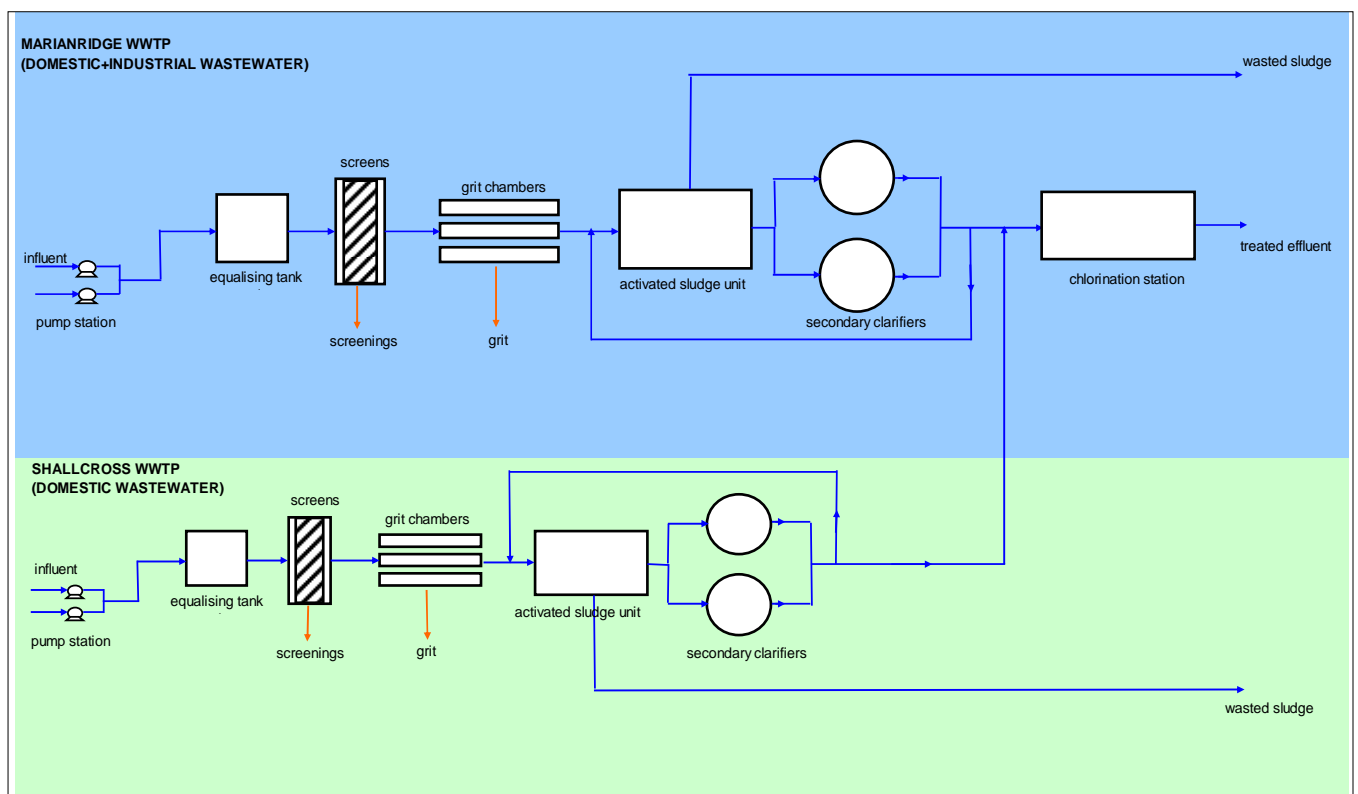 MARIANRIDGE WWTP
(DOMESTIC+INDUSTRIAL WASTEWATER)
wasted sludge
screens
grit chambers
influent
equalising tank
pump station
screenings
grit
activated sludge unit
secondary clarifiers
chlorination station
treated effluent
SHALLCROSS WWTP
(DOMESTIC WASTEWATER)
screens
grit chambers
influent
equalising tank
pump station
screenings
grit
activated sludge unit
secondary clarifiers
wasted sludge